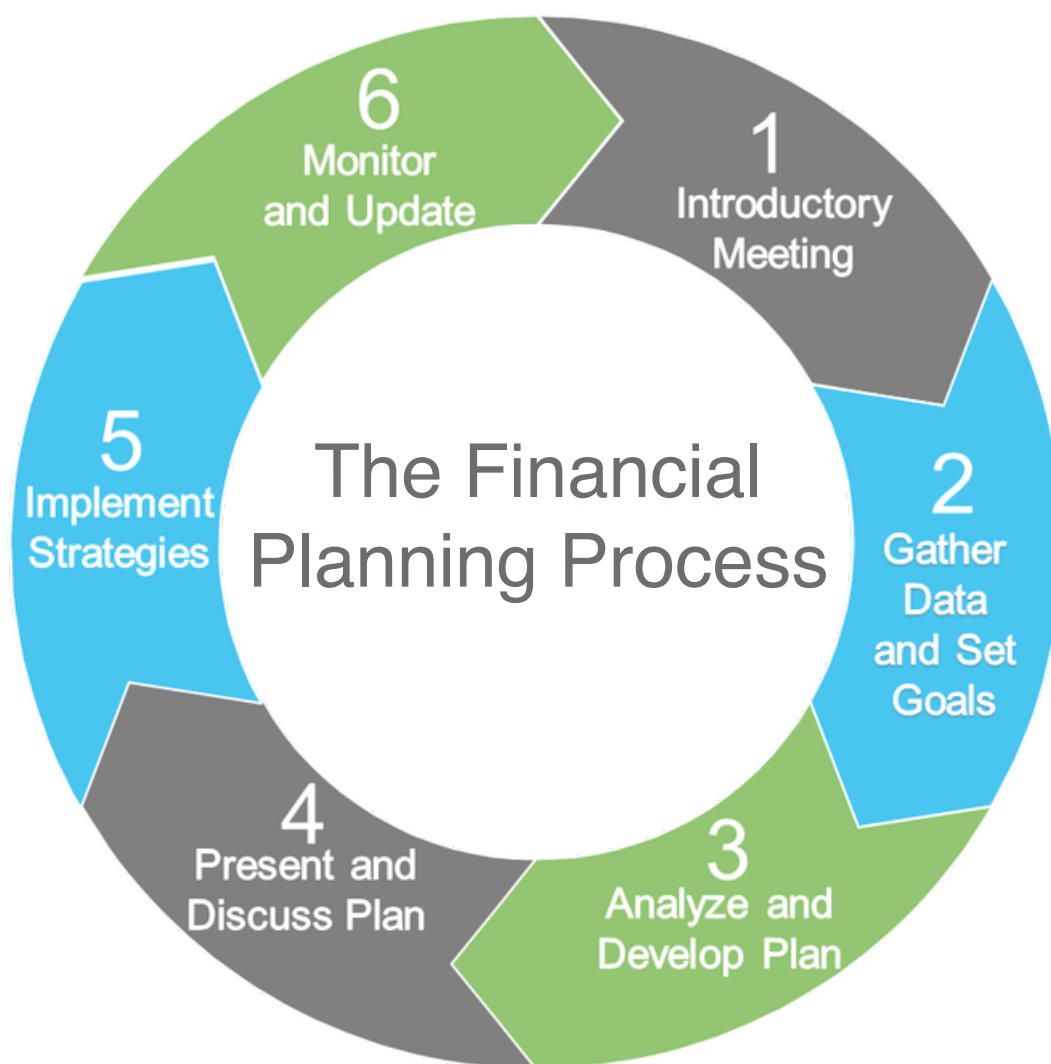 The Financial
Planning Process
1
Introductory
Meeting
2
Gather
Data
and Set
Goals
3
Analyze and
Develop Plan
4
Present and
Discuss Plan
5
Implement
Strategies
6
Monitor
and Update